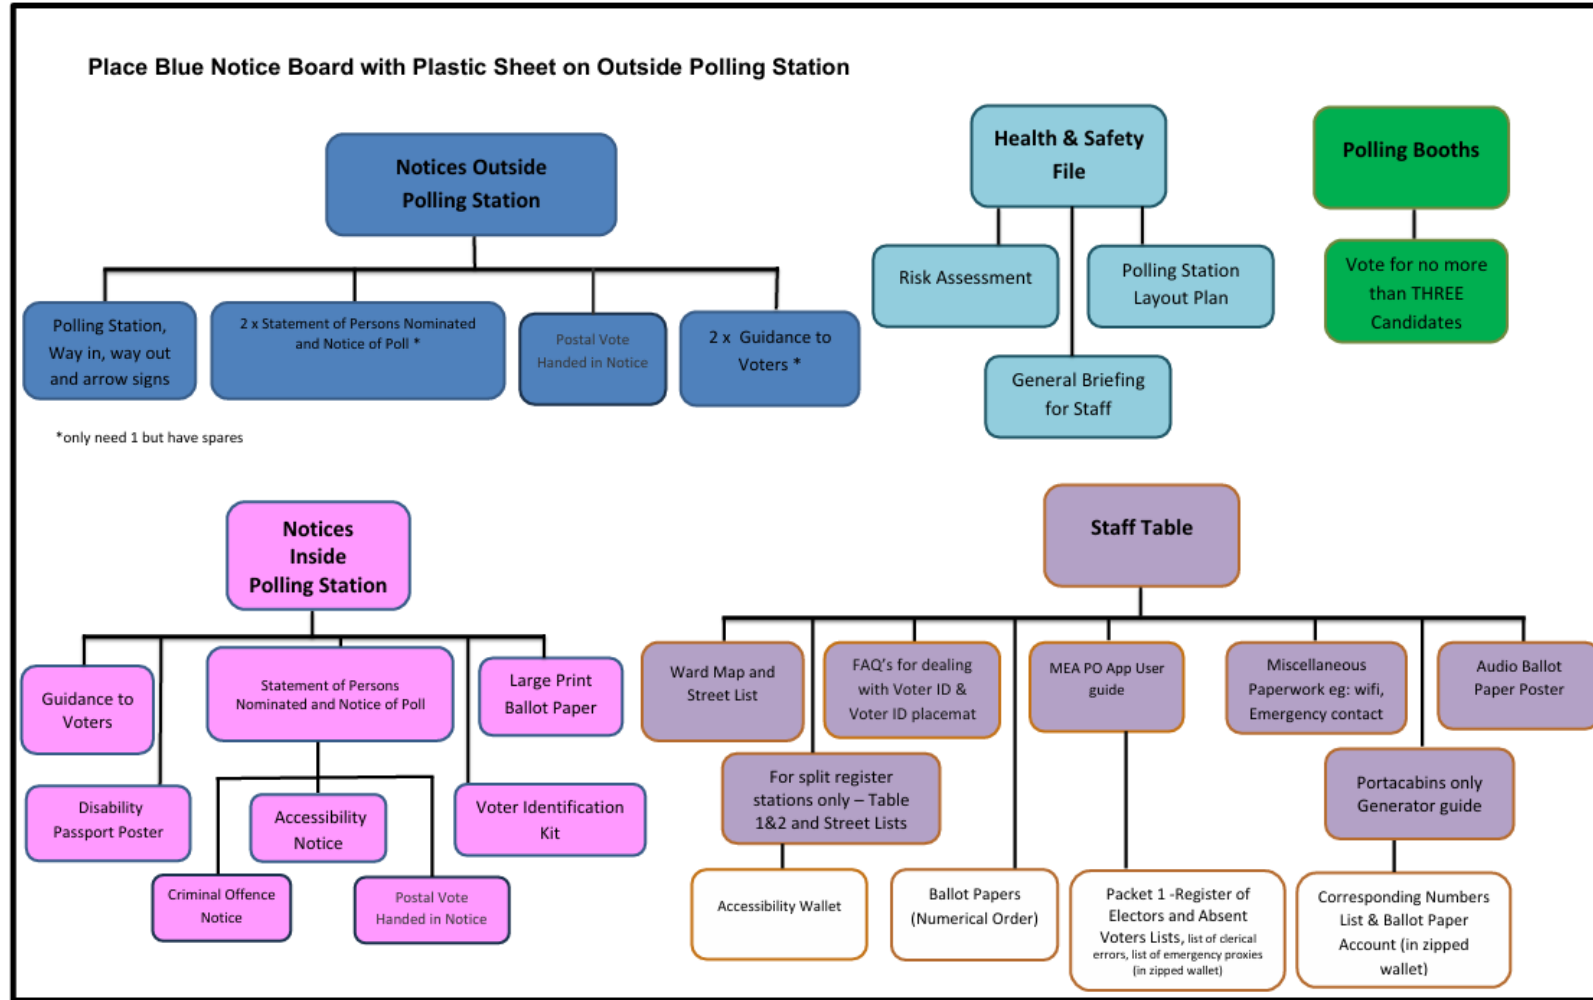 Place Blue Notice Board with Plastic Sheet on Outside Polling Station
Notices Outside
Polling Station
Polling Station,
Way in, way out
and arrow signs
2 x Statement of Persons Nominated
and Notice of Poll *
Postal Vote
Handed in Notice
2 x  Guidance to
Voters *
*only need 1 but have spares
Health & Safety
File
Risk Assessment
Polling Station
Layout Plan
General Briefing
for Staff
Polling Booths
Vote for no more
than THREE
Candidates
Notices
Inside
Polling Station
Guidance to
Voters
Statement of Persons
Nominated and Notice of Poll
Large Print
Ballot Paper
Disability
Passport Poster
Accessibility
Notice
Voter Identification
Kit
Criminal Offence
Notice
Postal Vote
Handed in Notice
Staff Table
Ward Map and
Street List
FAQ's for dealing
with Voter ID &
Voter ID placemat
MEA PO App User
guide
Miscellaneous
Paperwork eg: wifi,
Emergency contact
Audio Ballot
Paper Poster
For split register
stations only – Table
1&2 and Street Lists
Portacabins only
Generator guide
Accessibility Wallet
Ballot Papers
(Numerical Order)
Packet 1 -Register of
Electors and Absent
Voters Lists, list of clerical
errors, list of emergency proxies
(in zipped wallet)
Corresponding Numbers
List & Ballot Paper
Account (in zipped
wallet)